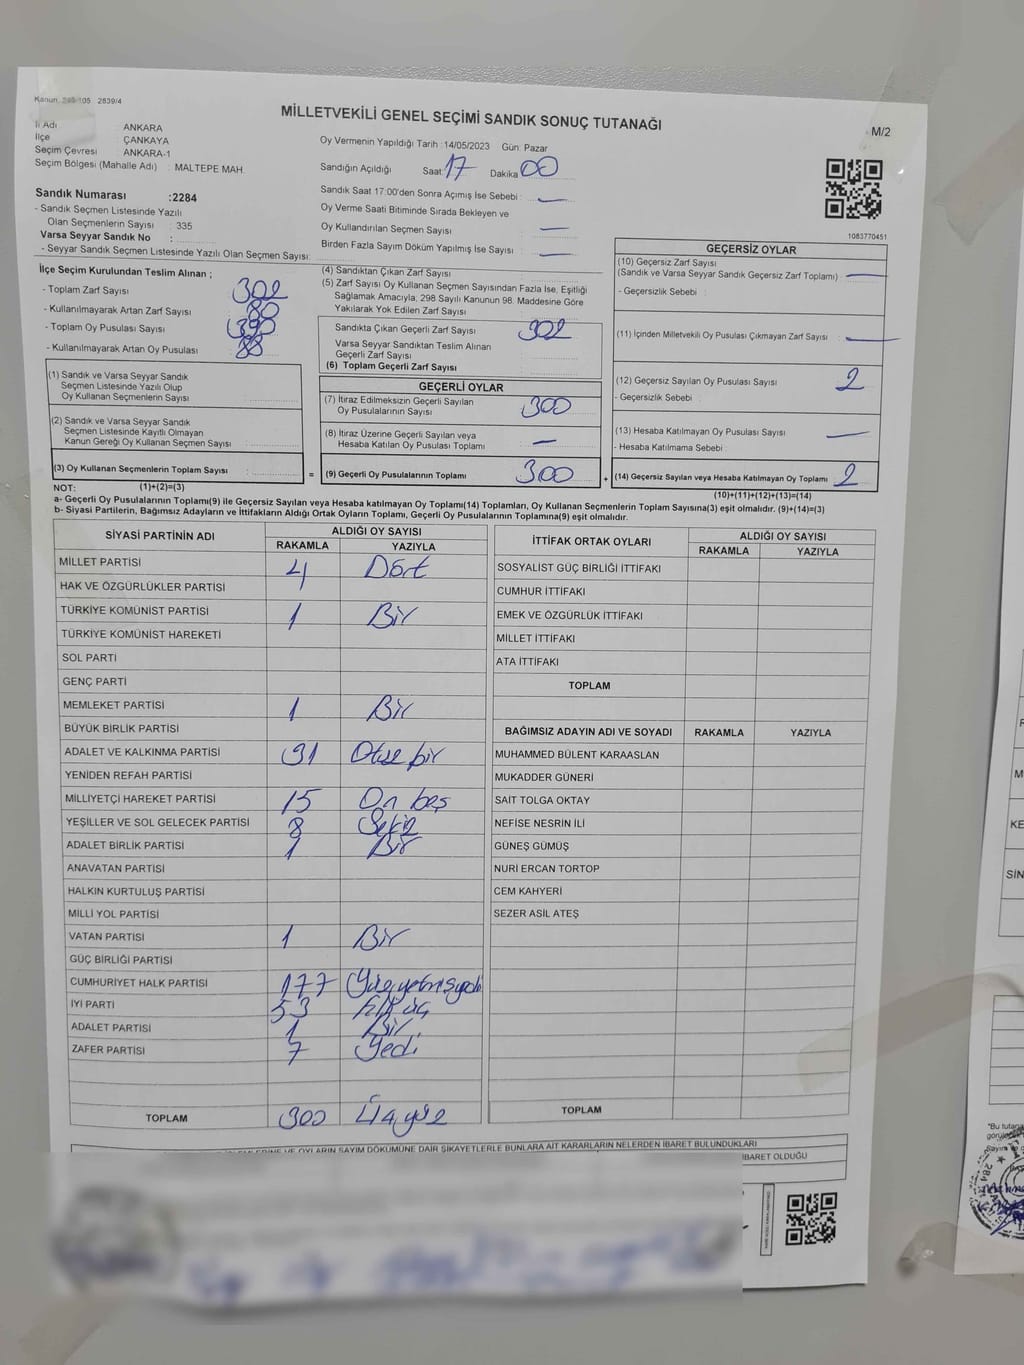 Kanun, 298-105 2839/4
MİLLETVEKİLİ GENEL SEÇİMİ SANDIK SONUÇ TUTANAĞI
M/2
İl Adı ANKARA
İlçe ÇANKAYA
Seçim Çevresi ANKARA-1
Seçim Bölgesi (Mahalle Adı) : MALTEPE MAH
Oy Vermenin Yapıldığı Tarih : 14/05/2023 Gün: Pazar
Sandığın Açıldığı Saat: 17 Dakika 00
Sandık Saat 17:00'den Sonra Açımış İse Sebebi : —
Oy Verme Saati Bitiminde Sırada Bekleyen ve
Oy Kullandırılan Seçmen Sayısı : —
Birden Fazla Sayım Döküm Yapılmış İse Sayısı : —
Sandık Numarası :2284
- Sandık Seçmen Listesinde Yazılı
Olan Seçmenlerin Sayısı : 335
Varsa Seyyar Sandık No :
- Seyyar Sandık Seçmen Listesinde Yazılı Olan Seçmen Sayısı:
1083770451
İlçe Seçim Kurulundan Teslim Alınan ;
- Toplam Zarf Sayısı 302
- Kullanılmayarak Artan Zarf Sayısı :
- Toplam Oy Pusulası Sayısı : 390
- Kullanılmayarak Artan Oy Pusulası : 88
(1) Sandık ve Varsa Seyyar Sandık
Seçmen Listesinde Yazılı Olup
Oy Kullanan Seçmenlerin Sayısı :
(2) Sandık ve Varsa Seyyar Sandık
Seçmen Listesinde Kayıtlı Olmayan
Kanun Gereği Oy Kullanan Seçmen Sayısı :
(3) Oy Kullanan Seçmenlerin Toplam Sayısı : =
(4) Sandıktan Çıkan Zarf Sayısı :
(5) Zarf Sayısı Oy Kullanan Seçmen Sayısından Fazla İse, Eşitliği
Sağlamak Amacıyla; 298 Sayılı Kanunun 98. Maddesine Göre
Yakılarak Yok Edilen Zarf Sayısı :
Sandıkta Çıkan Geçerli Zarf Sayısı : 302
Varsa Seyyar Sandıktan Teslim Alınan
Geçerli Zarf Sayısı :
(6) Toplam Geçerli Zarf Sayısı :
GEÇERLİ OYLAR
(7) İtiraz Edilmeksizin Geçerli Sayılan
Oy Pusulalarının Sayısı : 300
(8) İtiraz Üzerine Geçerli Sayılan veya
Hesaba Katılan Oy Pusulası Toplamı : —
(9) Geçerli Oy Pusulalarının Toplamı : 300 +
GEÇERSİZ OYLAR
(10) Geçersiz Zarf Sayısı
(Sandık ve Varsa Seyyar Sandık Geçersiz Zarf Toplamı) : —
- Geçersizlik Sebebi :
(11) İçinden Milletvekili Oy Pusulası Çıkmayan Zarf Sayısı : —
(12) Geçersiz Sayılan Oy Pusulası Sayısı : 2
- Geçersizlik Sebebi :
(13) Hesaba Katılmayan Oy Pusulası Sayısı : —
- Hesaba Katılmama Sebebi :
(14) Geçersiz Sayılan veya Hesaba Katılmayan Oy Toplamı : 2
NOT: (1)+(2)=(3)
(10)+(11)+(12)+(13)=(14)
a- Geçerli Oy Pusulalarının Toplamı(9) ile Geçersiz Sayılan veya Hesaba katılmayan Oy Toplamı(14) Toplamları, Oy Kullanan Seçmenlerin Toplam Sayısına(3) eşit olmalıdır. (9)+(14)=(3)
b- Siyasi Partilerin, Bağımsız Adayların ve İttifakların Aldığı Ortak Oyların Toplamı, Geçerli Oy Pusulalarının Toplamına(9) eşit olmalıdır.
SİYASİ PARTİNİN ADI ALDIĞI OY SAYISI
RAKAMLA YAZIYLA
MİLLET PARTİSİ 4 Dört
HAK VE ÖZGÜRLÜKLER PARTİSİ
TÜRKİYE KOMÜNİST PARTİSİ 1 Bir
TÜRKİYE KOMÜNİST HAREKETİ
SOL PARTİ
GENÇ PARTİ
MEMLEKET PARTİSİ 1 Bir
BÜYÜK BİRLİK PARTİSİ
ADALET VE KALKINMA PARTİSİ 31 Otuz bir
YENİDEN REFAH PARTİSİ
MİLLİYETÇİ HAREKET PARTİSİ 15 On beş
YEŞİLLER VE SOL GELECEK PARTİSİ 8 Sekiz
ADALET BİRLİK PARTİSİ 1 Bir
ANAVATAN PARTİSİ
HALKIN KURTULUŞ PARTİSİ
MİLLİ YOL PARTİSİ
VATAN PARTİSİ 1 Bir
GÜÇ BİRLİĞİ PARTİSİ
CUMHURİYET HALK PARTİSİ 177 Yüzyetmişyedi
İYİ PARTİ 53 Elli üç
ADALET PARTİSİ 1 Bir
ZAFER PARTİSİ 7 Yedi
TOPLAM 300 Üçyüz
İTTİFAK ORTAK OYLARI ALDIĞI OY SAYISI
RAKAMLA YAZIYLA
SOSYALİST GÜÇ BİRLİĞİ İTTİFAKI
CUMHUR İTTİFAKI
EMEK VE ÖZGÜRLÜK İTTİFAKI
MİLLET İTTİFAKI
ATA İTTİFAKI
TOPLAM
BAĞIMSIZ ADAYIN ADI VE SOYADI RAKAMLA YAZIYLA
MUHAMMED BÜLENT KARAASLAN
MUKADDER GÜNERİ
SAİT TOLGA OKTAY
NEFİSE NESRİN İLİ
GÜNEŞ GÜMÜŞ
NURİ ERCAN TORTOP
CEM KAHYERİ
SEZER ASİL ATEŞ
TOPLAM
VE OYLARIN SAYIM DÖKÜMÜNE DAİR ŞİKAYETLERLE BUNLARA AİT KARARLARIN NELERDEN İBARET BULUNDUKLARI
İBARET OLDUĞU
KE
SİN
"Bu tutana